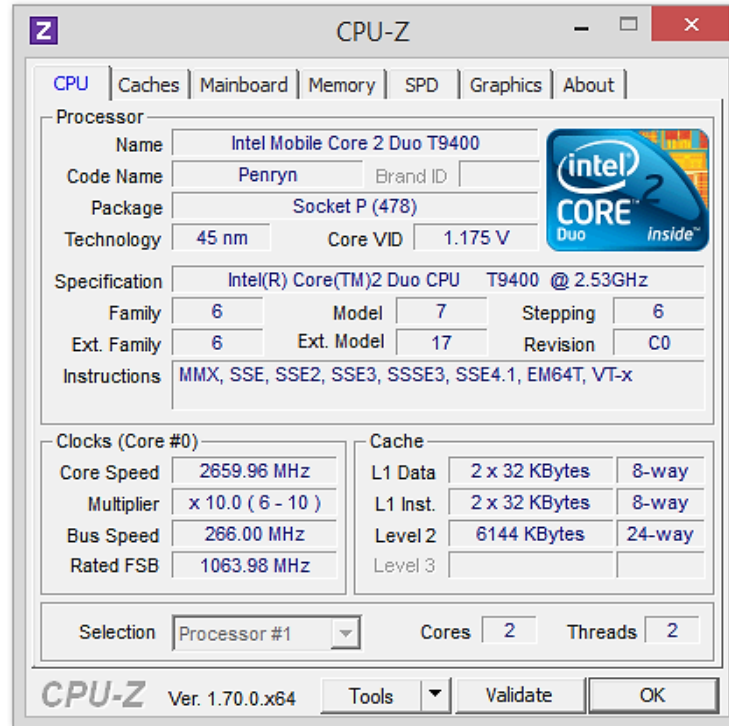 Z CPU-Z
CPU Caches Mainboard Memory SPD Graphics About
Processor
Name Intel Mobile Core 2 Duo T9400
Code Name Penryn Brand ID
Package Socket P (478)
Technology 45 nm Core VID 1.175 V
intel
CORE™ 2
Duo inside™
Specification Intel(R) Core(TM)2 Duo CPU T9400 @ 2.53GHz
Family 6 Model 7 Stepping 6
Ext. Family 6 Ext. Model 17 Revision C0
Instructions MMX, SSE, SSE2, SSE3, SSSE3, SSE4.1, EM64T, VT-x
Clocks (Core #0)
Core Speed 2659.96 MHz
Multiplier x 10.0 ( 6 - 10 )
Bus Speed 266.00 MHz
Rated FSB 1063.98 MHz
Cache
L1 Data 2 x 32 KBytes 8-way
L1 Inst. 2 x 32 KBytes 8-way
Level 2 6144 KBytes 24-way
Level 3
Selection Processor #1 Cores 2 Threads 2
CPU-Z Ver. 1.70.0.x64 Tools Validate OK